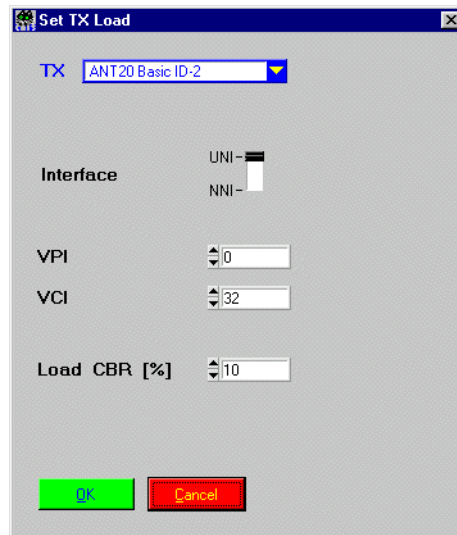 Set TX Load
TX ANT20 Basic ID-2
UNI
Interface
NNI
VPI 0
VCI 32
Load CBR [%] 10
OK Cancel